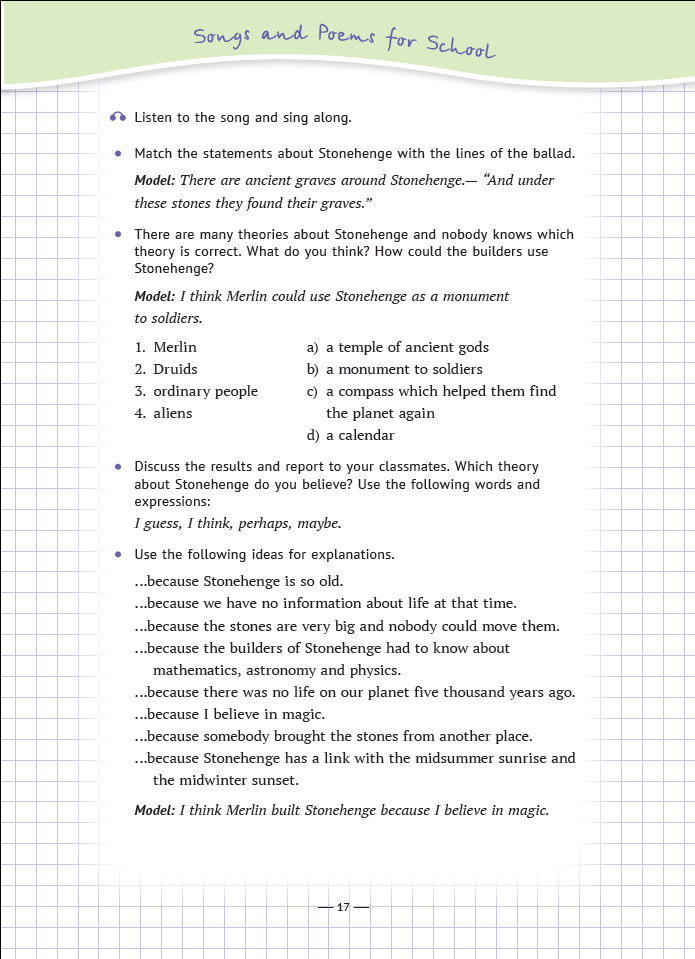 Songs and Poems for School
Listen to the song and sing along.
• Match the statements about Stonehenge with the lines of the ballad.
Model: There are ancient graves around Stonehenge.— “And under
these stones they found their graves.”
• There are many theories about Stonehenge and nobody knows which
theory is correct. What do you think? How could the builders use
Stonehenge?
Model: I think Merlin could use Stonehenge as a monument
to soldiers.
1. Merlin
2. Druids
3. ordinary people
4. aliens
a) a temple of ancient gods
b) a monument to soldiers
c) a compass which helped them find
the planet again
d) a calendar
• Discuss the results and report to your classmates. Which theory
about Stonehenge do you believe? Use the following words and
expressions:
I guess, I think, perhaps, maybe.
• Use the following ideas for explanations.
...because Stonehenge is so old.
...because we have no information about life at that time.
...because the stones are very big and nobody could move them.
...because the builders of Stonehenge had to know about
mathematics, astronomy and physics.
...because there was no life on our planet five thousand years ago.
...because I believe in magic.
...because somebody brought the stones from another place.
...because Stonehenge has a link with the midsummer sunrise and
the midwinter sunset.
Model: I think Merlin built Stonehenge because I believe in magic.
— 17 —